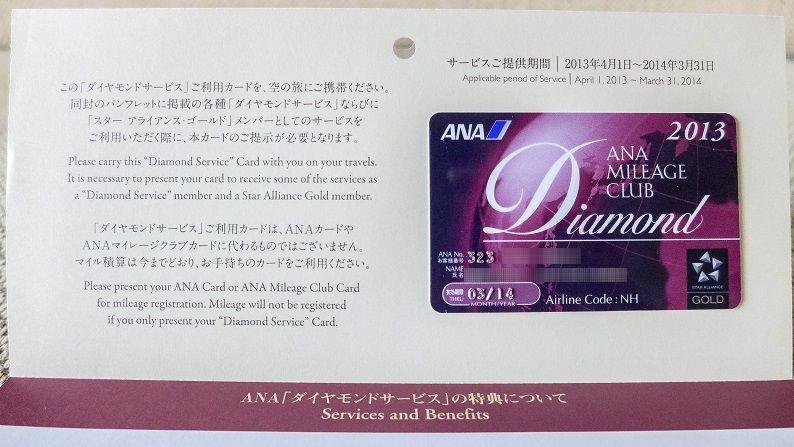 サービスご提供期間 | 2013年4月1日～2014年3月31日
Applicable period of Service | April 1, 2013 ~ March 31, 2014
この「ダイヤモンドサービス」ご利用カードを、空の旅にご携帯ください。
同封のパンフレットに掲載の各種「ダイヤモンドサービス」ならびに
「スター アライアンス・ゴールド」メンバーとしてのサービスを
ご利用いただく際に、本カードのご提示が必要となります。
Please carry this “Diamond Service” Card with you on your travels.
It is necessary to present your card to receive some of the services as
a “Diamond Service” member and a Star Alliance Gold member.
「ダイヤモンドサービス」ご利用カードは、ANAカードや
ANAマイレージクラブカードに代わるものではございません。
マイル積算は今までどおり、お手持ちのカードをご利用ください。
Please present your ANA Card or ANA Mileage Club Card
for mileage registration. Mileage will not be registered
if you only present your “Diamond Service” Card.
ANA 2013
ANA
MILEAGE
CLUB
Diamond
ANA No. 323
お客様番号
NAME
氏名
有効期限 03/14
THRU MONTH/YEAR
Airline Code : NH
STAR ALLIANCE
GOLD
ANA「ダイヤモンドサービス」の特典について
Services and Benefits